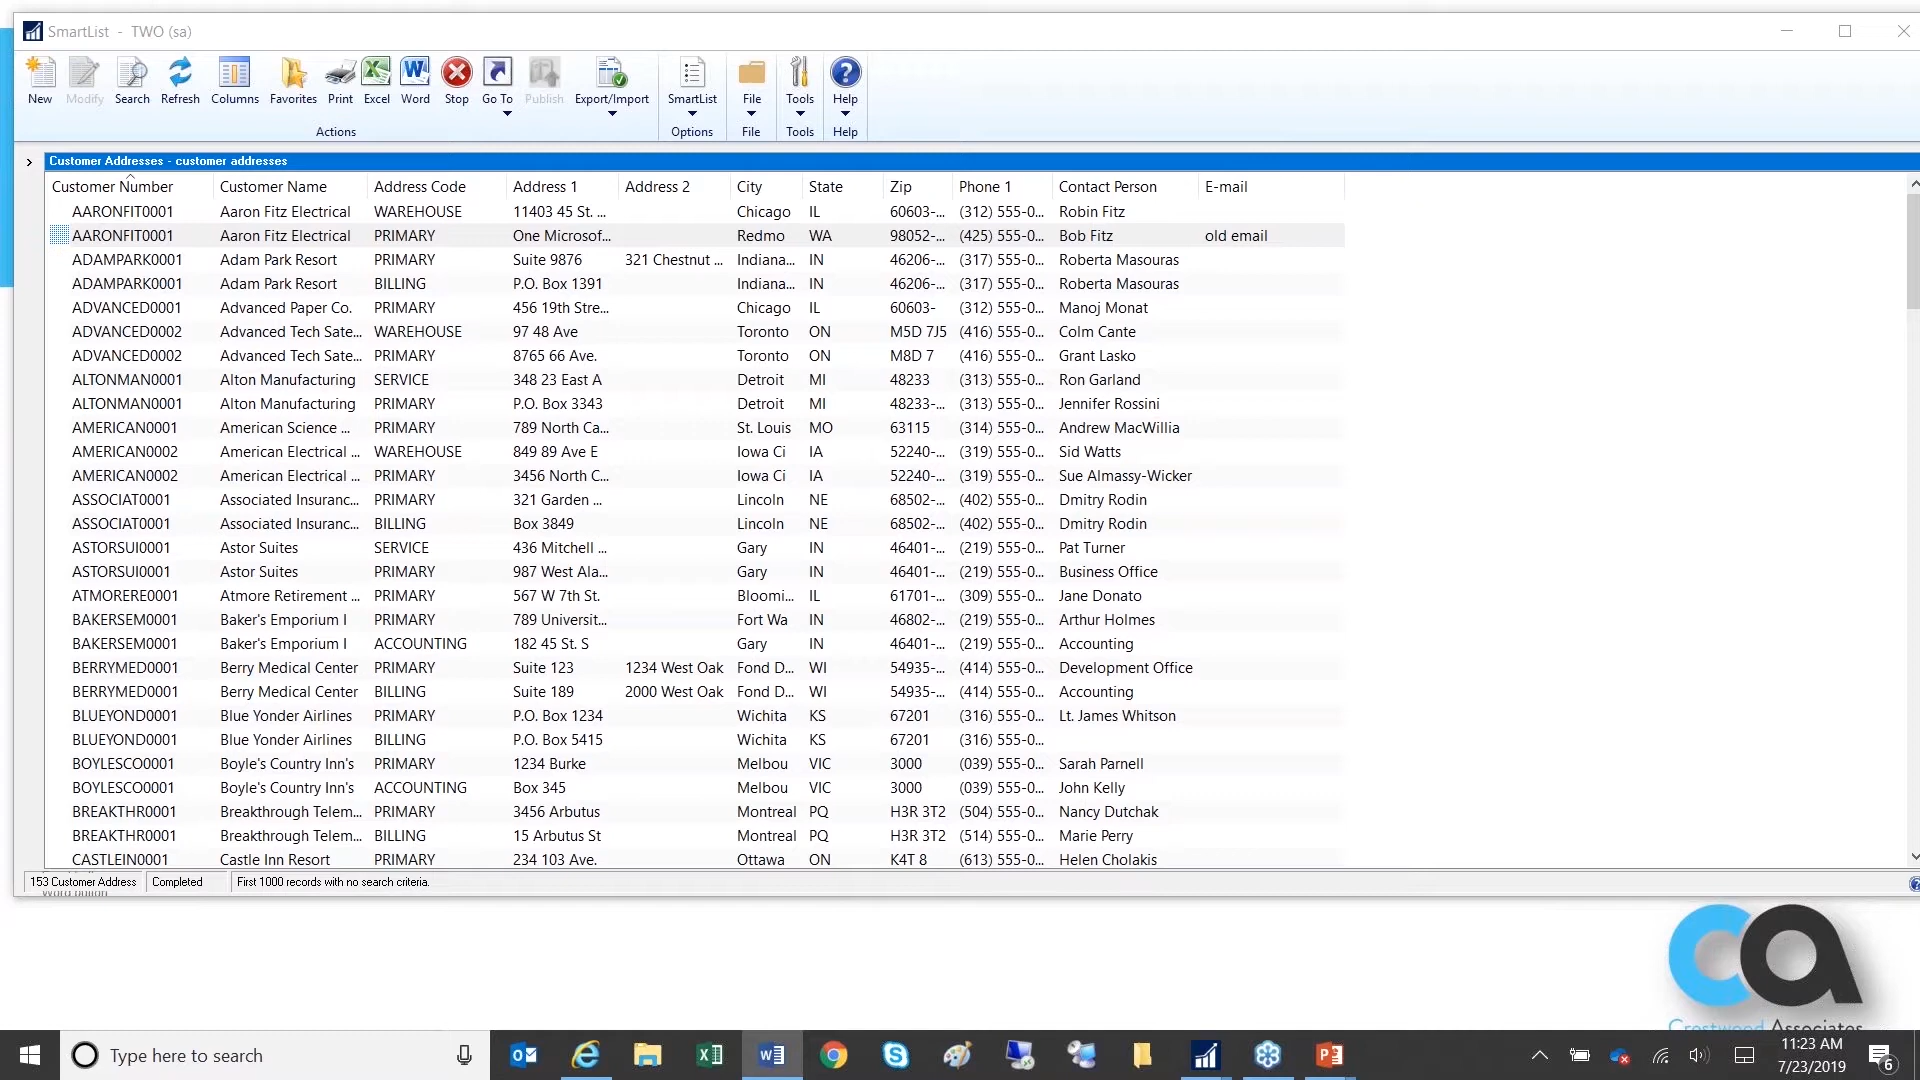 SmartList - TWO (sa)
New Modify Search Refresh Columns Favorites Print Excel Word Stop Go To Publish Export/Import SmartList File Tools Help
Actions Options File Tools Help
Customer Addresses - customer addresses
Customer Number Customer Name Address Code Address 1 Address 2 City State Zip Phone 1 Contact Person E-mail
AARONFIT0001 Aaron Fitz Electrical WAREHOUSE 11403 45 St. ... Chicago IL 60603-... (312) 555-0... Robin Fitz
AARONFIT0001 Aaron Fitz Electrical PRIMARY One Microsof... Redmo WA 98052-... (425) 555-0... Bob Fitz old email
ADAMPARK0001 Adam Park Resort PRIMARY Suite 9876 321 Chestnut ... Indiana... IN 46206-... (317) 555-0... Roberta Masouras
ADAMPARK0001 Adam Park Resort BILLING P.O. Box 1391 Indiana... IN 46206-... (317) 555-0... Roberta Masouras
ADVANCED0001 Advanced Paper Co. PRIMARY 456 19th Stre... Chicago IL 60603- (312) 555-0... Manoj Monat
ADVANCED0002 Advanced Tech Sate... WAREHOUSE 97 48 Ave Toronto ON M5D 7J5 (416) 555-0... Colm Cante
ADVANCED0002 Advanced Tech Sate... PRIMARY 8765 66 Ave. Toronto ON M8D 7 (416) 555-0... Grant Lasko
ALTONMAN0001 Alton Manufacturing SERVICE 348 23 East A Detroit MI 48233 (313) 555-0... Ron Garland
ALTONMAN0001 Alton Manufacturing PRIMARY P.O. Box 3343 Detroit MI 48233-... (313) 555-0... Jennifer Rossini
AMERICAN0001 American Science ... PRIMARY 789 North Ca... St. Louis MO 63115 (314) 555-0... Andrew MacWillia
AMERICAN0002 American Electrical ... WAREHOUSE 849 89 Ave E Iowa Ci IA 52240-... (319) 555-0... Sid Watts
AMERICAN0002 American Electrical ... PRIMARY 3456 North C... Iowa Ci IA 52240-... (319) 555-0... Sue Almassy-Wicker
ASSOCIAT0001 Associated Insuranc... PRIMARY 321 Garden ... Lincoln NE 68502-... (402) 555-0... Dmitry Rodin
ASSOCIAT0001 Associated Insuranc... BILLING Box 3849 Lincoln NE 68502-... (402) 555-0... Dmitry Rodin
ASTORSUI0001 Astor Suites SERVICE 436 Mitchell ... Gary IN 46401-... (219) 555-0... Pat Turner
ASTORSUI0001 Astor Suites PRIMARY 987 West Ala... Gary IN 46401-... (219) 555-0... Business Office
ATMORERE0001 Atmore Retirement ... PRIMARY 567 W 7th St. Bloomi... IL 61701-... (309) 555-0... Jane Donato
BAKERSEM0001 Baker's Emporium I PRIMARY 789 Universit... Fort Wa IN 46802-... (219) 555-0... Arthur Holmes
BAKERSEM0001 Baker's Emporium I ACCOUNTING 182 45 St. S Gary IN 46401-... (219) 555-0... Accounting
BERRYMED0001 Berry Medical Center PRIMARY Suite 123 1234 West Oak Fond D... WI 54935-... (414) 555-0... Development Office
BERRYMED0001 Berry Medical Center BILLING Suite 189 2000 West Oak Fond D... WI 54935-... (414) 555-0... Accounting
BLUEYOND0001 Blue Yonder Airlines PRIMARY P.O. Box 1234 Wichita KS 67201 (316) 555-0... Lt. James Whitson
BLUEYOND0001 Blue Yonder Airlines BILLING P.O. Box 5415 Wichita KS 67201 (316) 555-0...
BOYLESCO0001 Boyle's Country Inn's PRIMARY 1234 Burke Melbou VIC 3000 (039) 555-0... Sarah Parnell
BOYLESCO0001 Boyle's Country Inn's ACCOUNTING Box 345 Melbou VIC 3000 (039) 555-0... John Kelly
BREAKTHR0001 Breakthrough Telem... PRIMARY 3456 Arbutus Montreal PQ H3R 3T2 (504) 555-0... Nancy Dutchak
BREAKTHR0001 Breakthrough Telem... BILLING 15 Arbutus St Montreal PQ H3R 3T2 (514) 555-0... Marie Perry
CASTLEIN0001 Castle Inn Resort PRIMARY 234 103 Ave. Ottawa ON K4T 8 (613) 555-0... Helen Cholakis
153 Customer Address Completed First 1000 records with no search criteria.
ca
Crestwood Associates
Type here to search
11:23 AM
7/23/2019
6